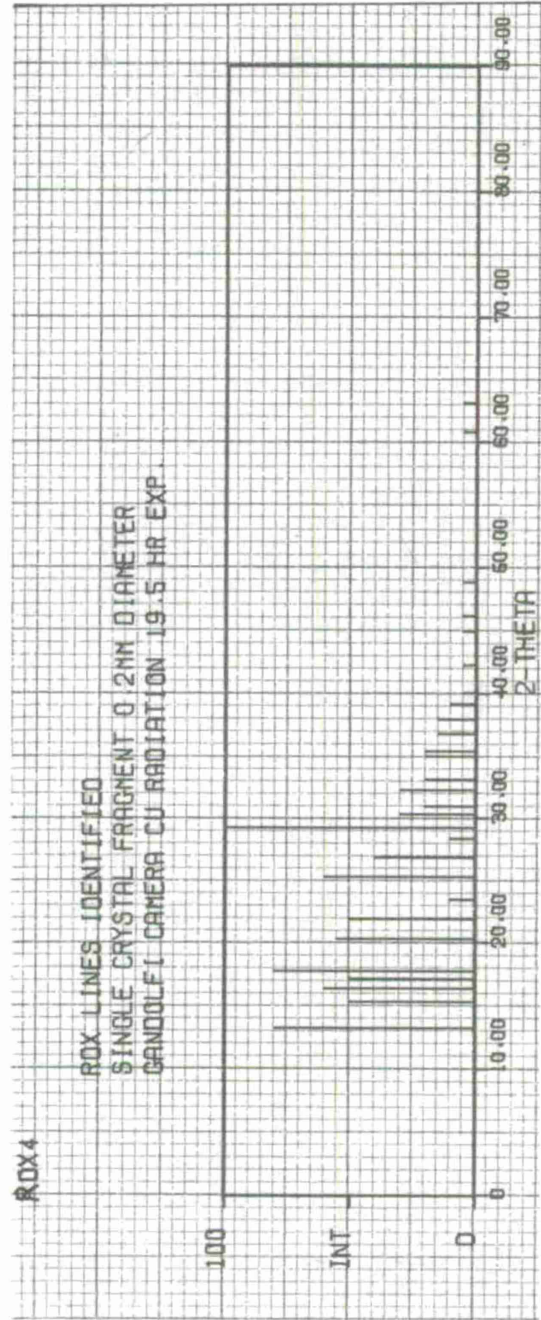 RDX4
RDX LINES IDENTIFIED
SINGLE CRYSTAL FRAGMENT 0.2MM DIAMETER
GANDOLFI CAMERA CU RADIATION 19.5 HR EXP.
100
INT
0
0 10.00 20.00 30.00 40.00 50.00 60.00 70.00 80.00 90.00
2-THETA